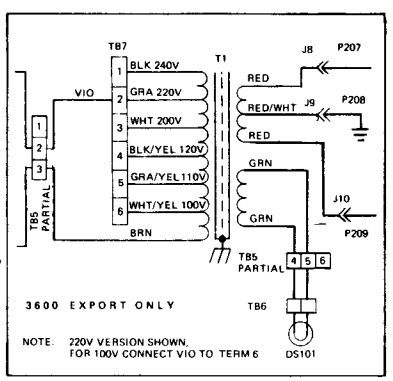 TB7
T1
J8 P207
1 BLK 240V
RED
VIO
2 GRA 220V
RED/WHT J9 P208
1
3 WHT 200V
2
RED
3
4 BLK/YEL 120V
GRN
5 GRA/YEL 110V
TB5 PARTIAL
6 WHT/YEL 100V
J10
GRN
P209
BRN
TB5 PARTIAL
4 5 6
3600 EXPORT ONLY
TB6
NOTE: 220V VERSION SHOWN,
FOR 100V CONNECT VIO TO TERM 6
DS101